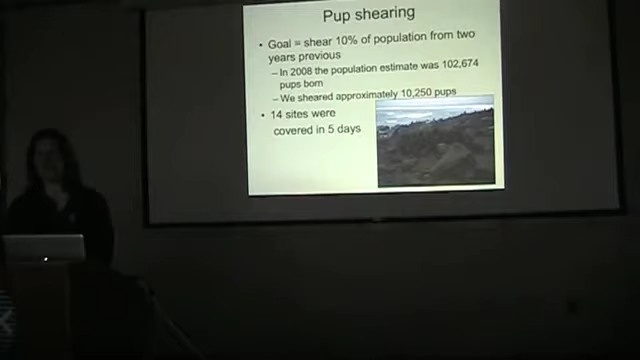 Pup shearing
• Goal = shear 10% of population from two
years previous
– In 2008 the population estimate was 102,674
pups born
– We sheared approximately 10,250 pups
• 14 sites were
covered in 5 days